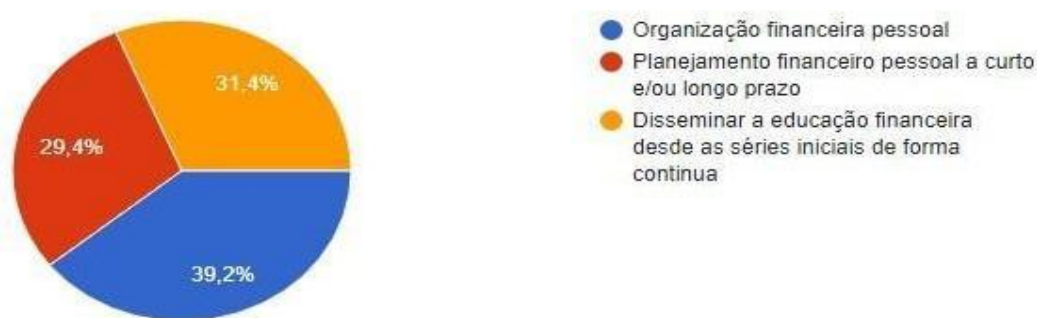 31,4%
29,4%
39,2%
Organização financeira pessoal
Planejamento financeiro pessoal a curto
e/ou longo prazo
Disseminar a educação financeira
desde as séries iniciais de forma
continua